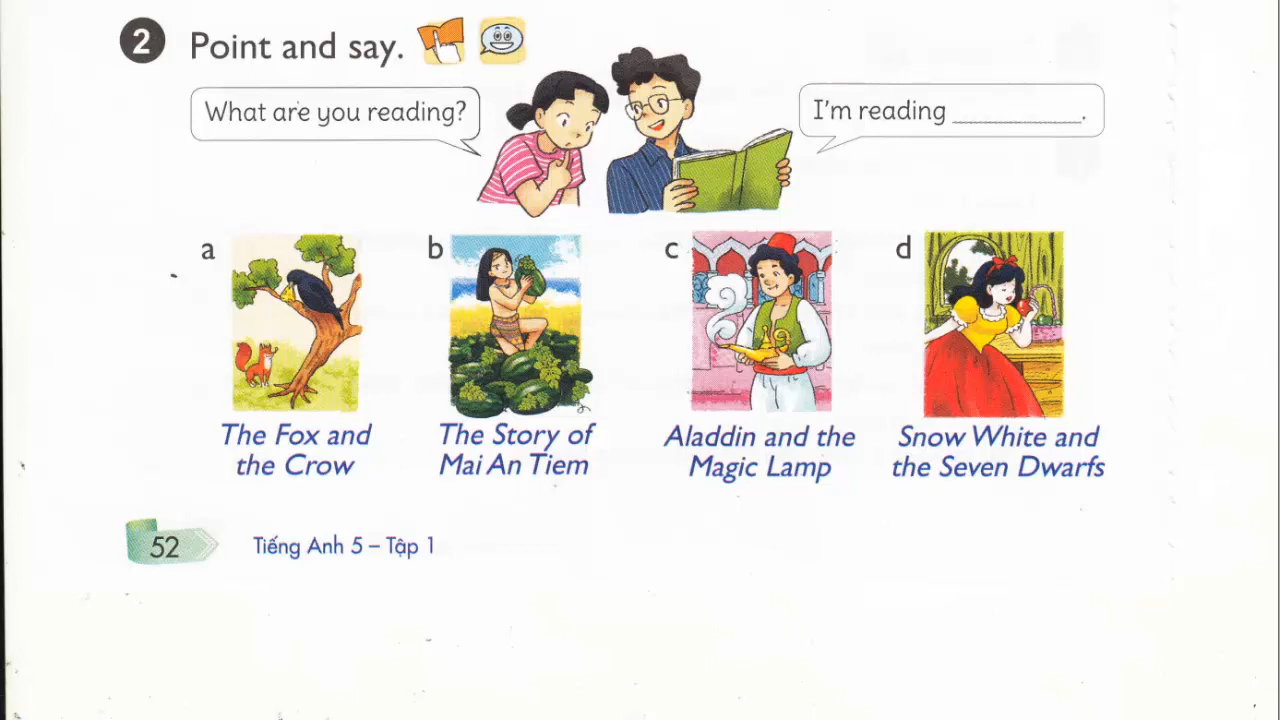 2 Point and say.
What are you reading?
I'm reading ____________.
a
b
c
d
The Fox and
the Crow
The Story of
Mai An Tiem
Aladdin and the
Magic Lamp
Snow White and
the Seven Dwarfs
52 Tiếng Anh 5 – Tập 1